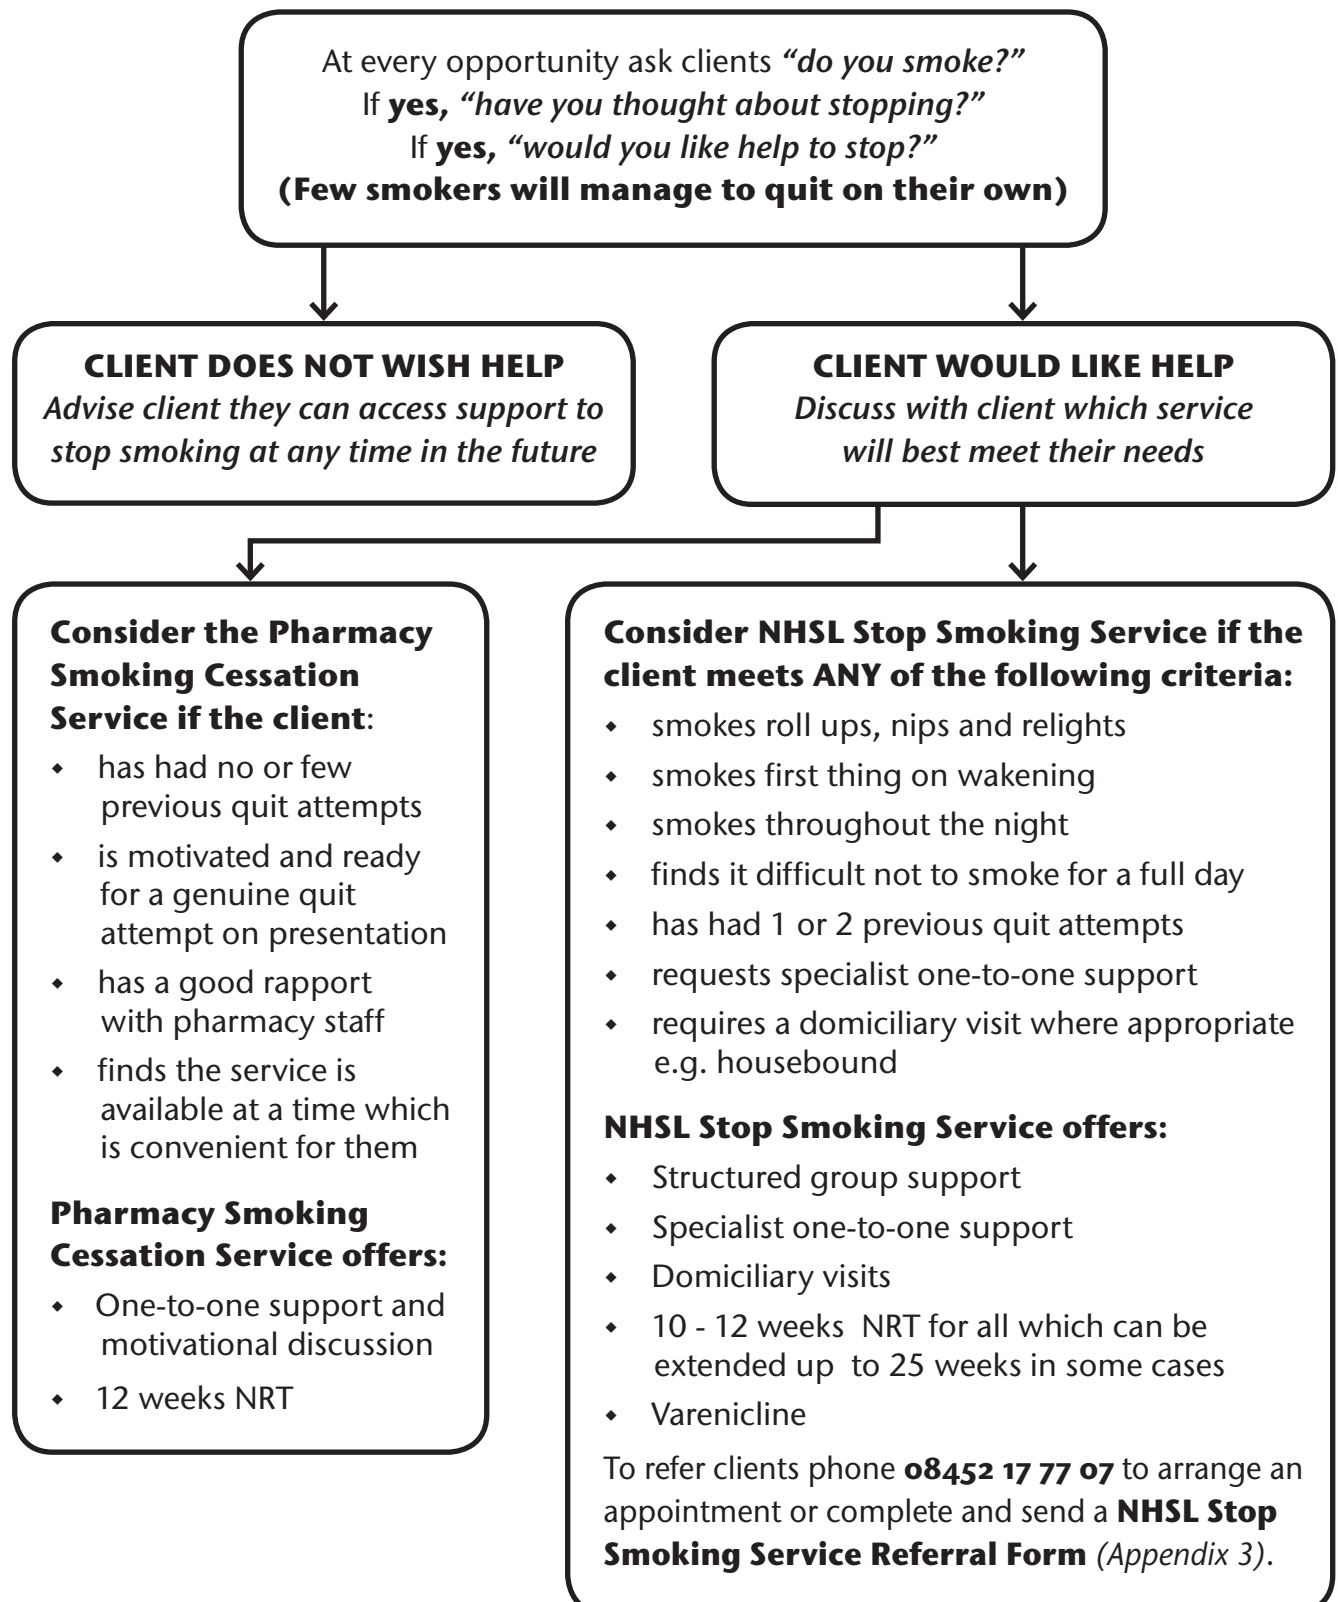 At every opportunity ask clients “do you smoke?”
If yes, “have you thought about stopping?”
If yes, “would you like help to stop?”
(Few smokers will manage to quit on their own)
CLIENT DOES NOT WISH HELP
Advise client they can access support to
stop smoking at any time in the future
CLIENT WOULD LIKE HELP
Discuss with client which service
will best meet their needs
Consider the Pharmacy
Smoking Cessation
Service if the client:
◆ has had no or few
previous quit attempts
◆ is motivated and ready
for a genuine quit
attempt on presentation
◆ has a good rapport
with pharmacy staff
◆ finds the service is
available at a time which
is convenient for them
Pharmacy Smoking
Cessation Service offers:
◆ One-to-one support and
motivational discussion
◆ 12 weeks NRT
Consider NHSL Stop Smoking Service if the
client meets ANY of the following criteria:
◆ smokes roll ups, nips and relights
◆ smokes first thing on wakening
◆ smokes throughout the night
◆ finds it difficult not to smoke for a full day
◆ has had 1 or 2 previous quit attempts
◆ requests specialist one-to-one support
◆ requires a domiciliary visit where appropriate
e.g. housebound
NHSL Stop Smoking Service offers:
◆ Structured group support
◆ Specialist one-to-one support
◆ Domiciliary visits
◆ 10 - 12 weeks NRT for all which can be
extended up to 25 weeks in some cases
◆ Varenicline
To refer clients phone 08452 17 77 07 to arrange an
appointment or complete and send a NHSL Stop
Smoking Service Referral Form (Appendix 3).